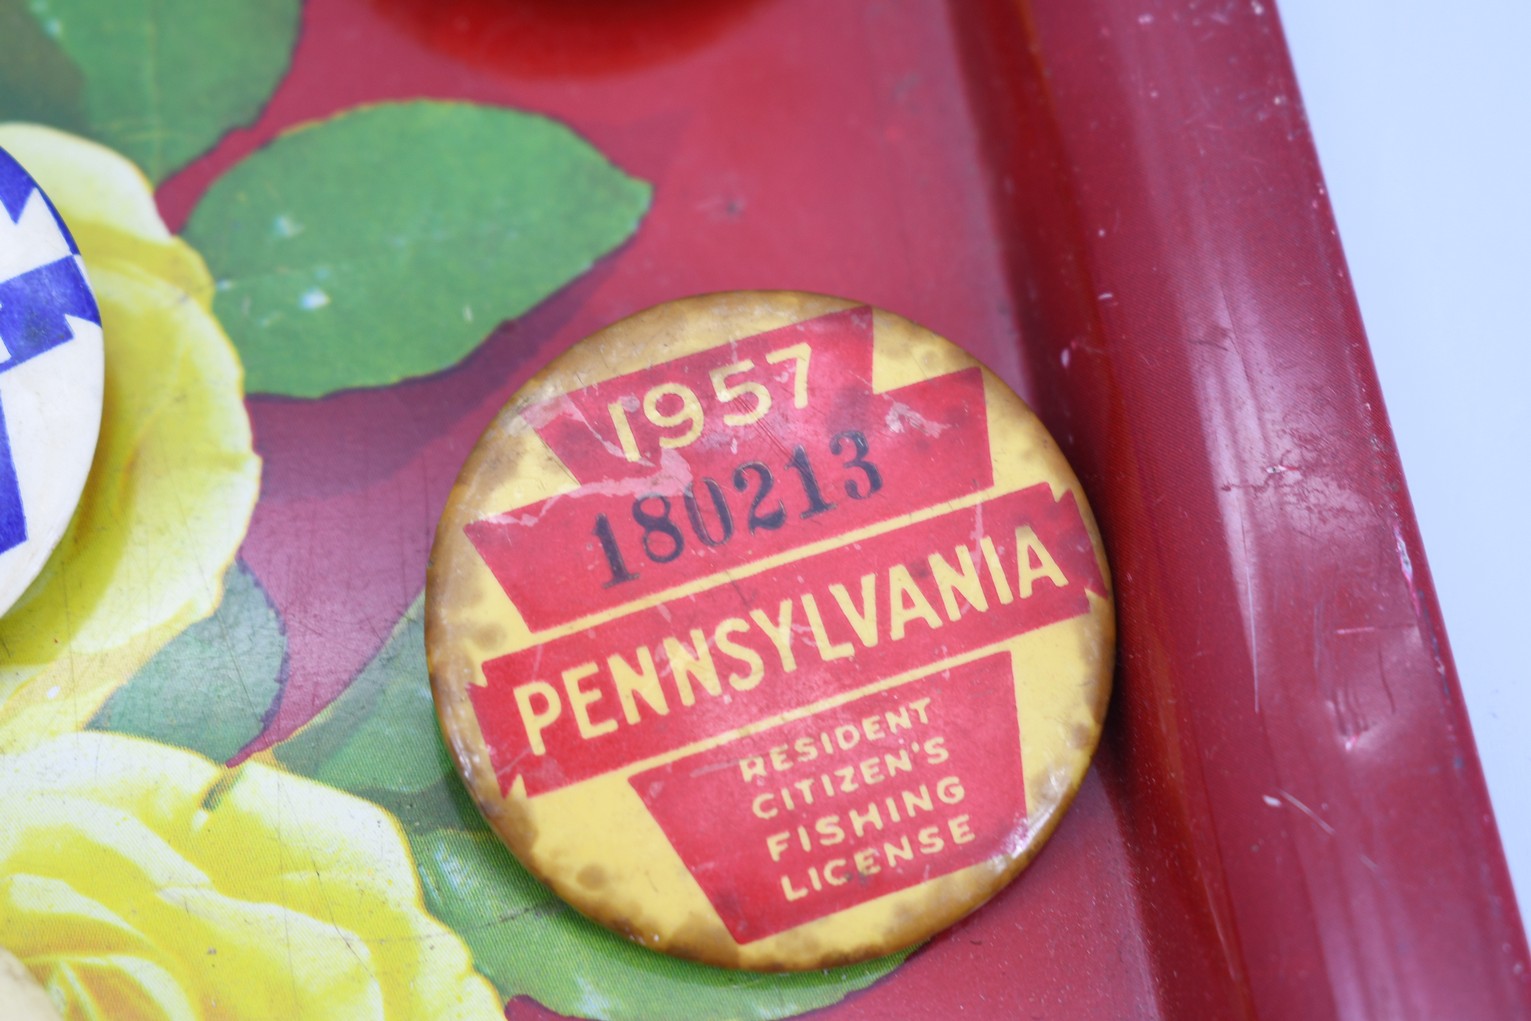 1957
180213
PENNSYLVANIA
RESIDENT
CITIZEN'S
FISHING
LICENSE